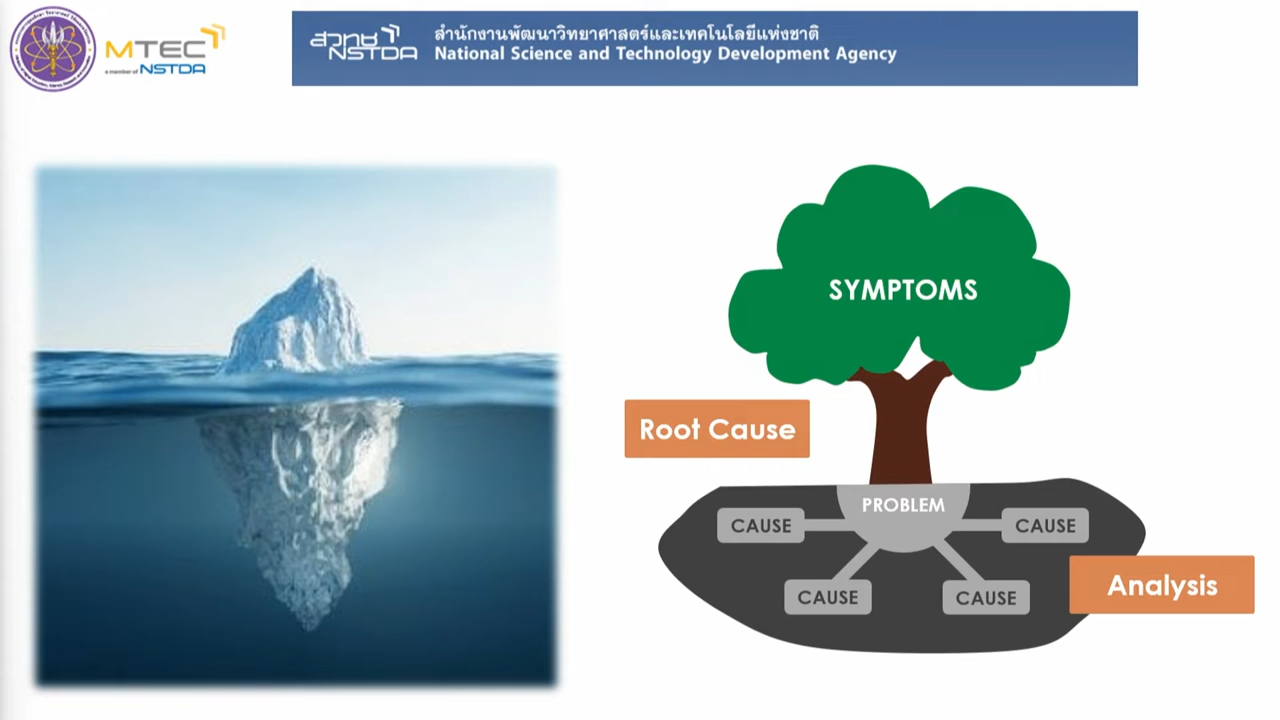 MTEC
a member of NSTDA
สวทช
NSTDA
สำนักงานพัฒนาวิทยาศาสตร์และเทคโนโลยีแห่งชาติ
National Science and Technology Development Agency
SYMPTOMS
Root Cause
PROBLEM
CAUSE
CAUSE
CAUSE
CAUSE
Analysis